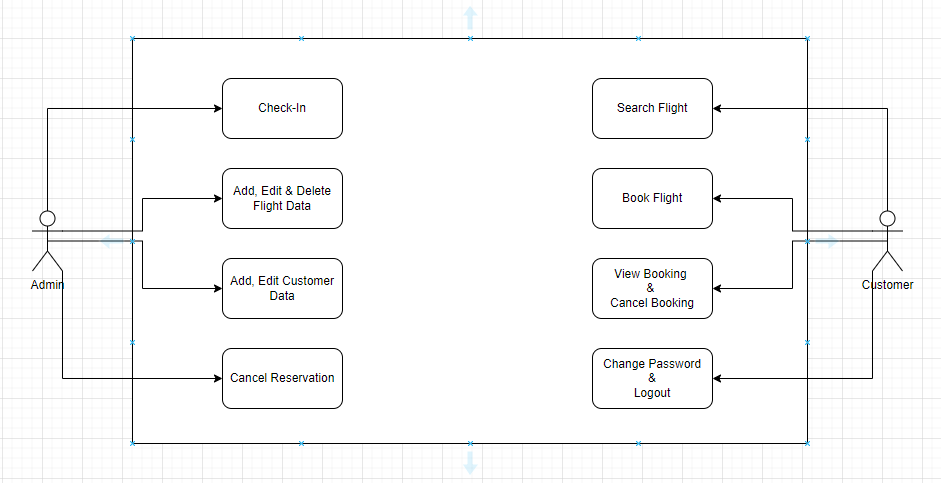 Check-In
Search Flight
Add, Edit & Delete
Flight Data
Book Flight
Add, Edit Customer
Data
View Booking
&
Cancel Booking
Admin
Customer
Cancel Reservation
Change Password
&
Logout